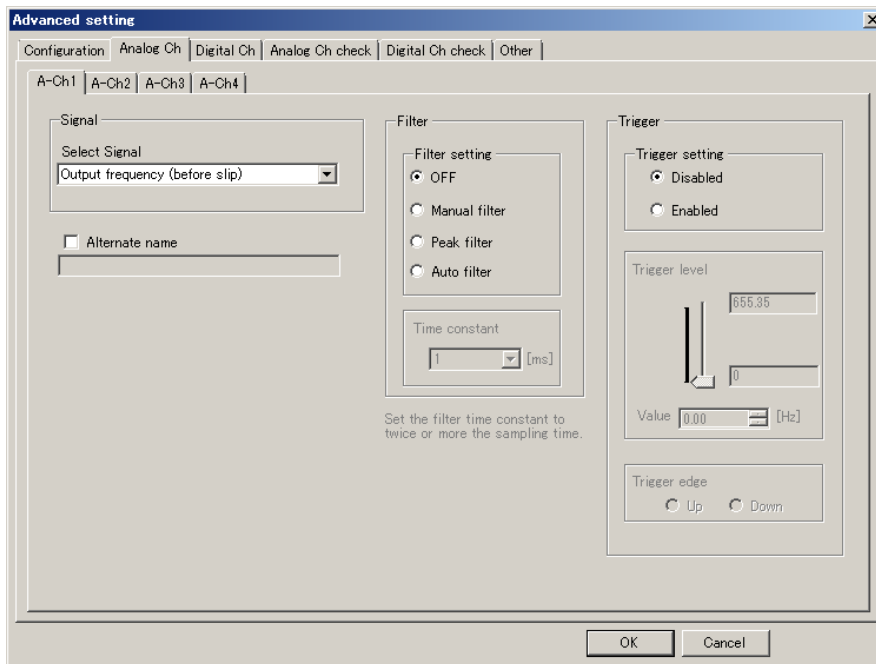 Advanced setting
Configuration Analog Ch Digital Ch Analog Ch check Digital Ch check Other
A-Ch1 A-Ch2 A-Ch3 A-Ch4
Signal
Select Signal
Output frequency (before slip)
Alternate name
Filter
Filter setting
OFF
Manual filter
Peak filter
Auto filter
Time constant
1 [ms]
Set the filter time constant to
twice or more the sampling time.
Trigger
Trigger setting
Disabled
Enabled
Trigger level
655.35
0
Value 0.00 [Hz]
Trigger edge
Up Down
OK Cancel